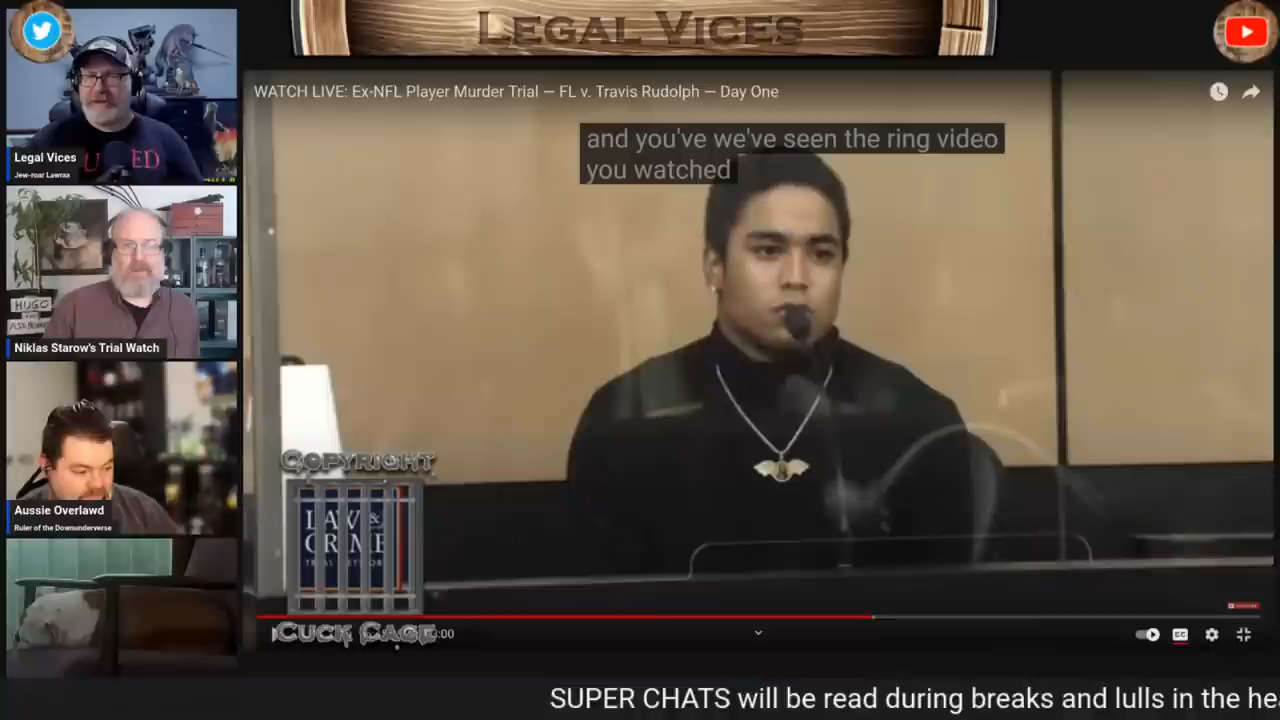 LEGAL VICES
WATCH LIVE: Ex-NFL Player Murder Trial — FL v. Travis Rudolph — Day One
and you've we've seen the ring video
you watched
Legal Vices
Jew-roar Lawrax
HUGO
Niklas Starow's Trial Watch
Aussie Overlawd
Ruler of the Downunderverse
COPYRIGHT
LAW &
CRIME
CUCK CAGE
:00
CC
SUPER CHATS will be read during breaks and lulls in the he